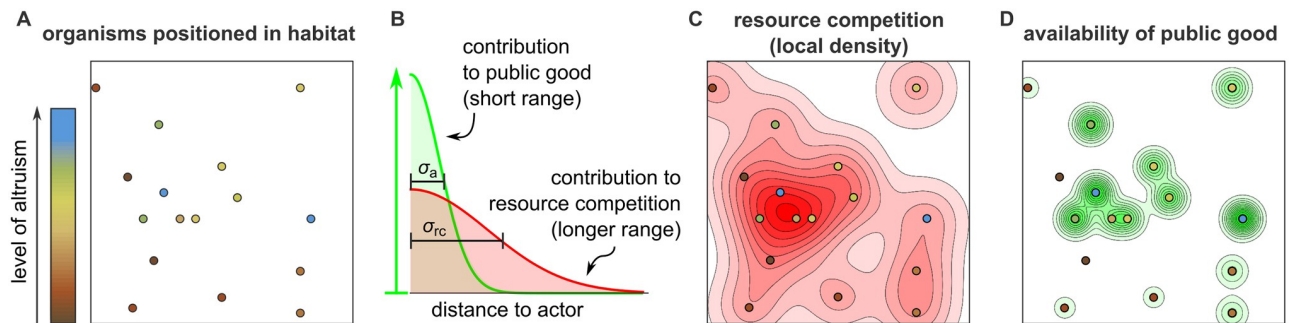 A
organisms positioned in habitat
level of altruism
B
contribution
to public good
(short range)
σa
contribution to
resource competition
(longer range)
σrc
distance to actor
C
resource competition
(local density)
D
availability of public good